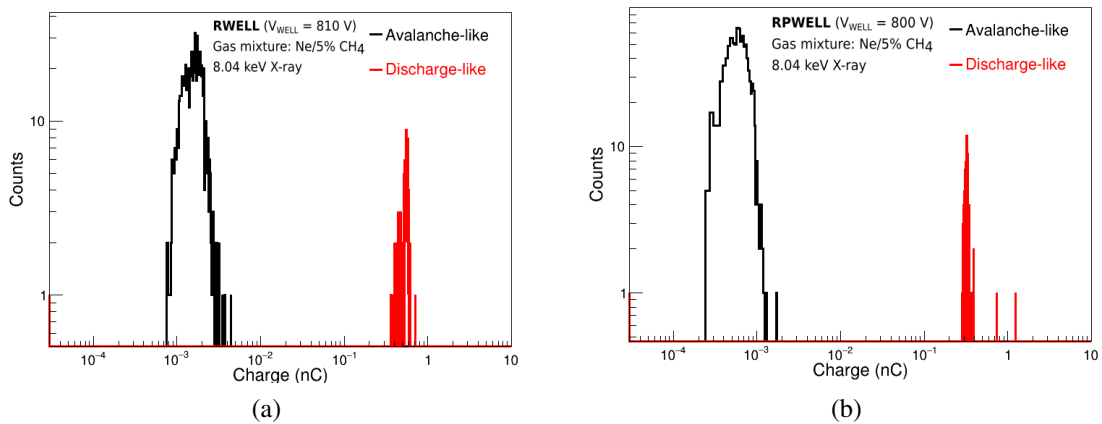 RWELL (V_WELL = 810 V)
Gas mixture: Ne/5% CH₄
8.04 keV X-ray
Avalanche-like
Discharge-like
10
1
Counts
10⁻⁴ 10⁻³ 10⁻² 10⁻¹ 1 10
Charge (nC)
(a)
RPWELL (V_WELL = 800 V)
Gas mixture: Ne/5% CH₄
8.04 keV X-ray
Avalanche-like
Discharge-like
10
1
Counts
10⁻⁴ 10⁻³ 10⁻² 10⁻¹ 1 10
Charge (nC)
(b)